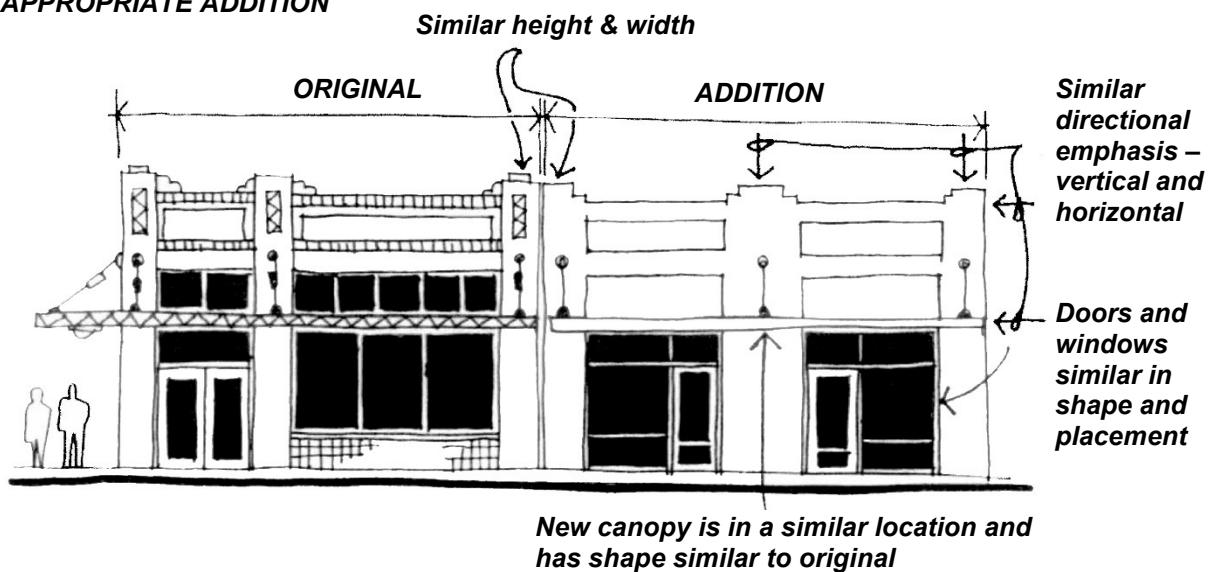 APPROPRIATE ADDITION
Similar height & width
ORIGINAL
ADDITION
Similar
directional
emphasis –
vertical and
horizontal
Doors and
windows
similar in
shape and
placement
New canopy is in a similar location and
has shape similar to original